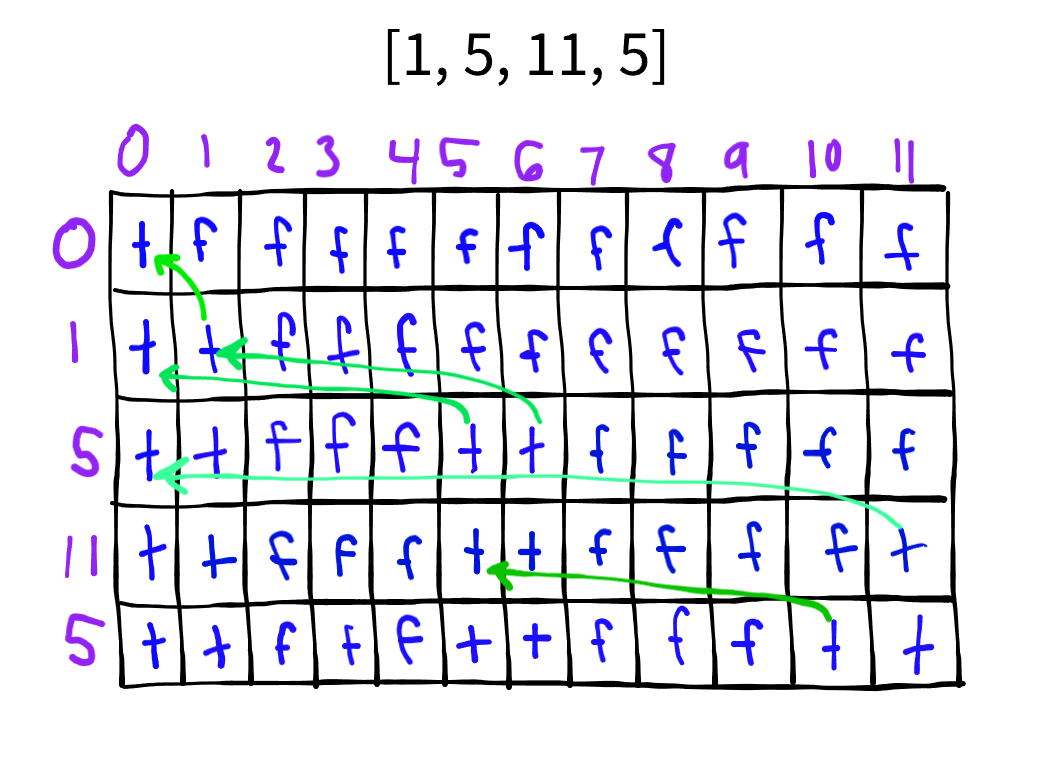 [1, 5, 11, 5]
0 1 2 3 4 5 6 7 8 9 10 11
0 t f f f f f f f f f f f
1 t t f f f f f f f f f f
5 t t f f f t t f f f f f
11 t t f f f t t f f f f t
5 t t f t f t t f f f t t